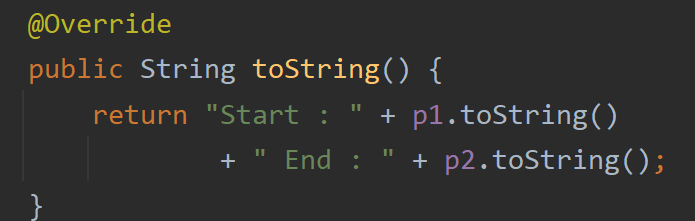 @Override
public String toString() {
    return "Start : " + p1.toString()
            + " End : " + p2.toString();
}